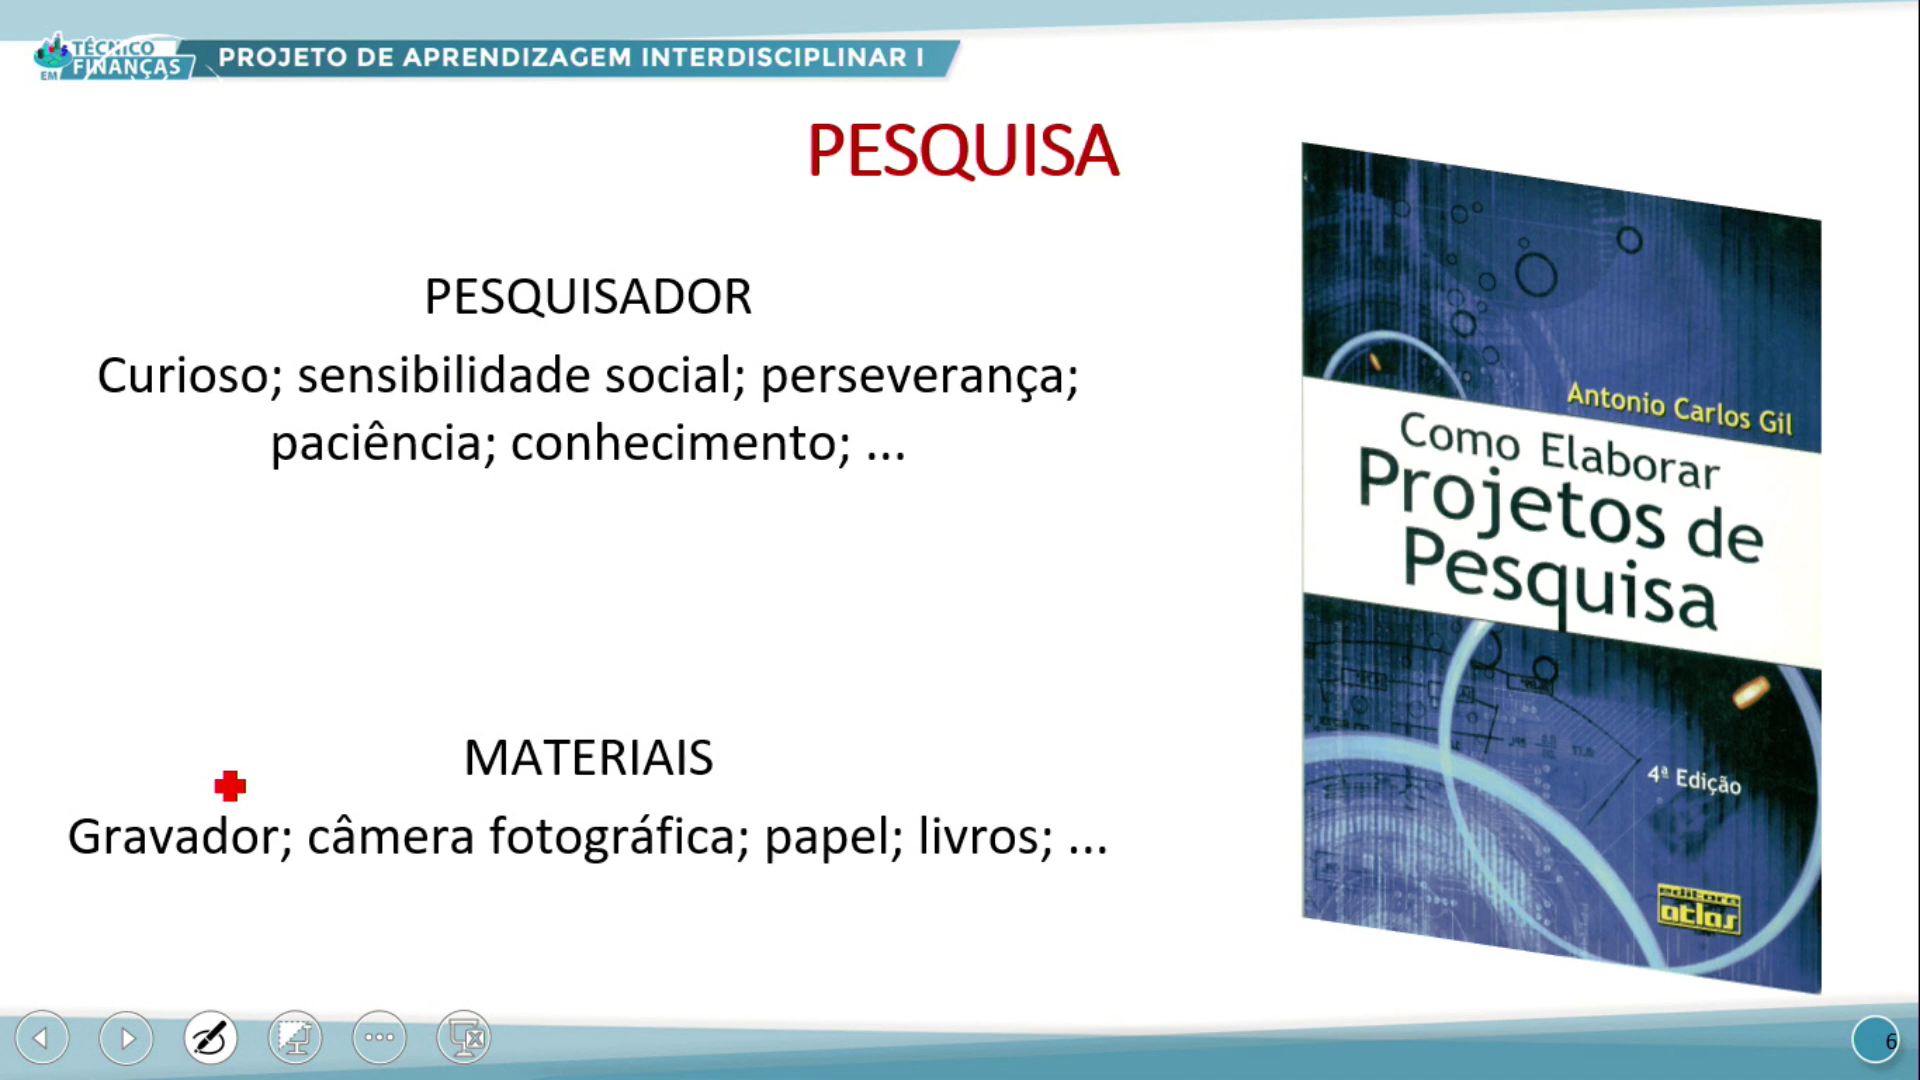 TÉCNICO
EM FINANÇAS
PROJETO DE APRENDIZAGEM INTERDISCIPLINAR I
PESQUISA
PESQUISADOR
Curioso; sensibilidade social; perseverança;
paciência; conhecimento; ...
MATERIAIS
Gravador; câmera fotográfica; papel; livros; ...
Antonio Carlos Gil
Como Elaborar
Projetos de
Pesquisa
4ª Edição
editora
atlas
6